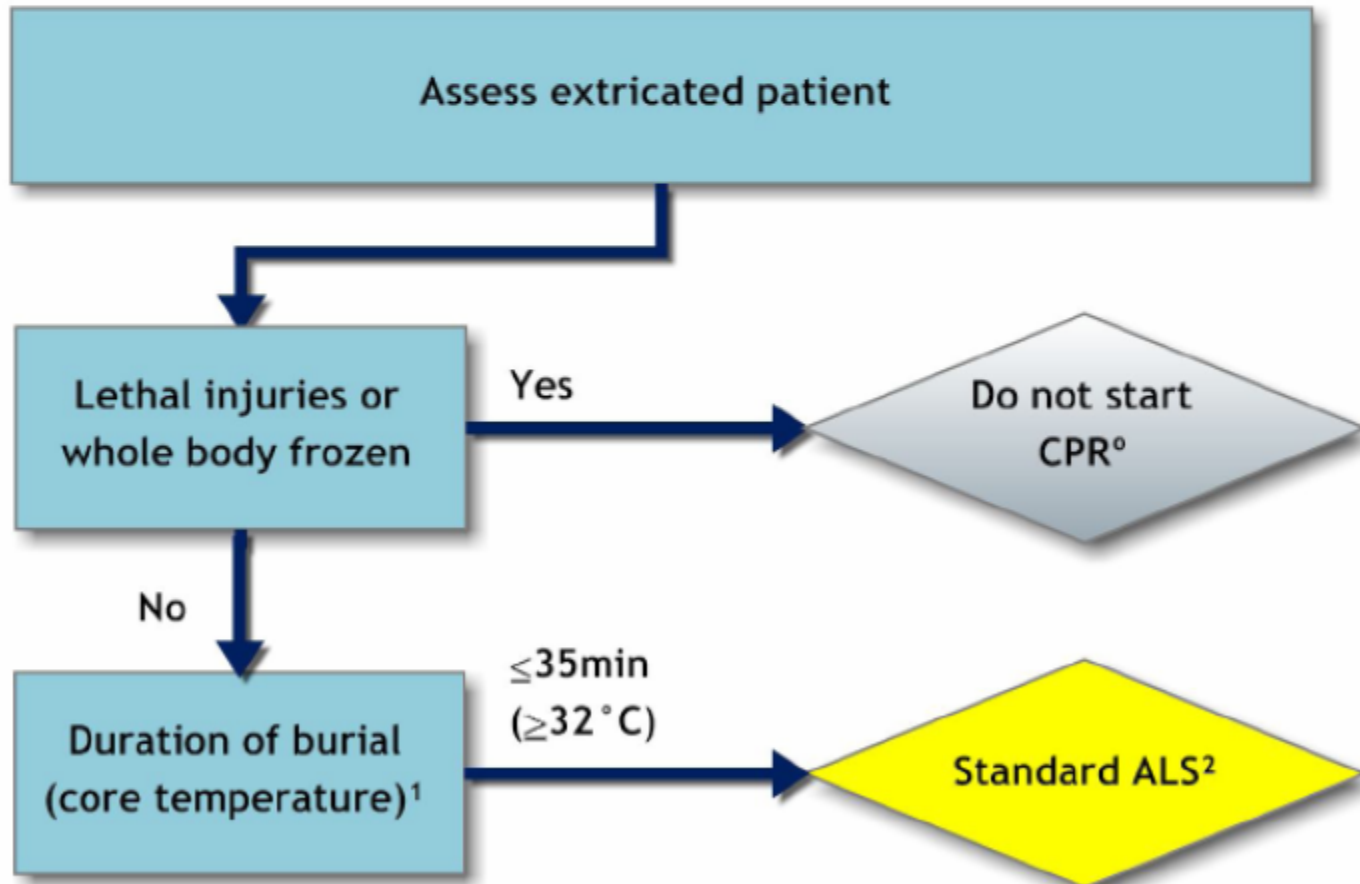 Assess extricated patient
Lethal injuries or
whole body frozen
Yes
Do not start
CPRº
No
≤35min
(≥32°C)
Duration of burial
(core temperature)¹
Standard ALS²